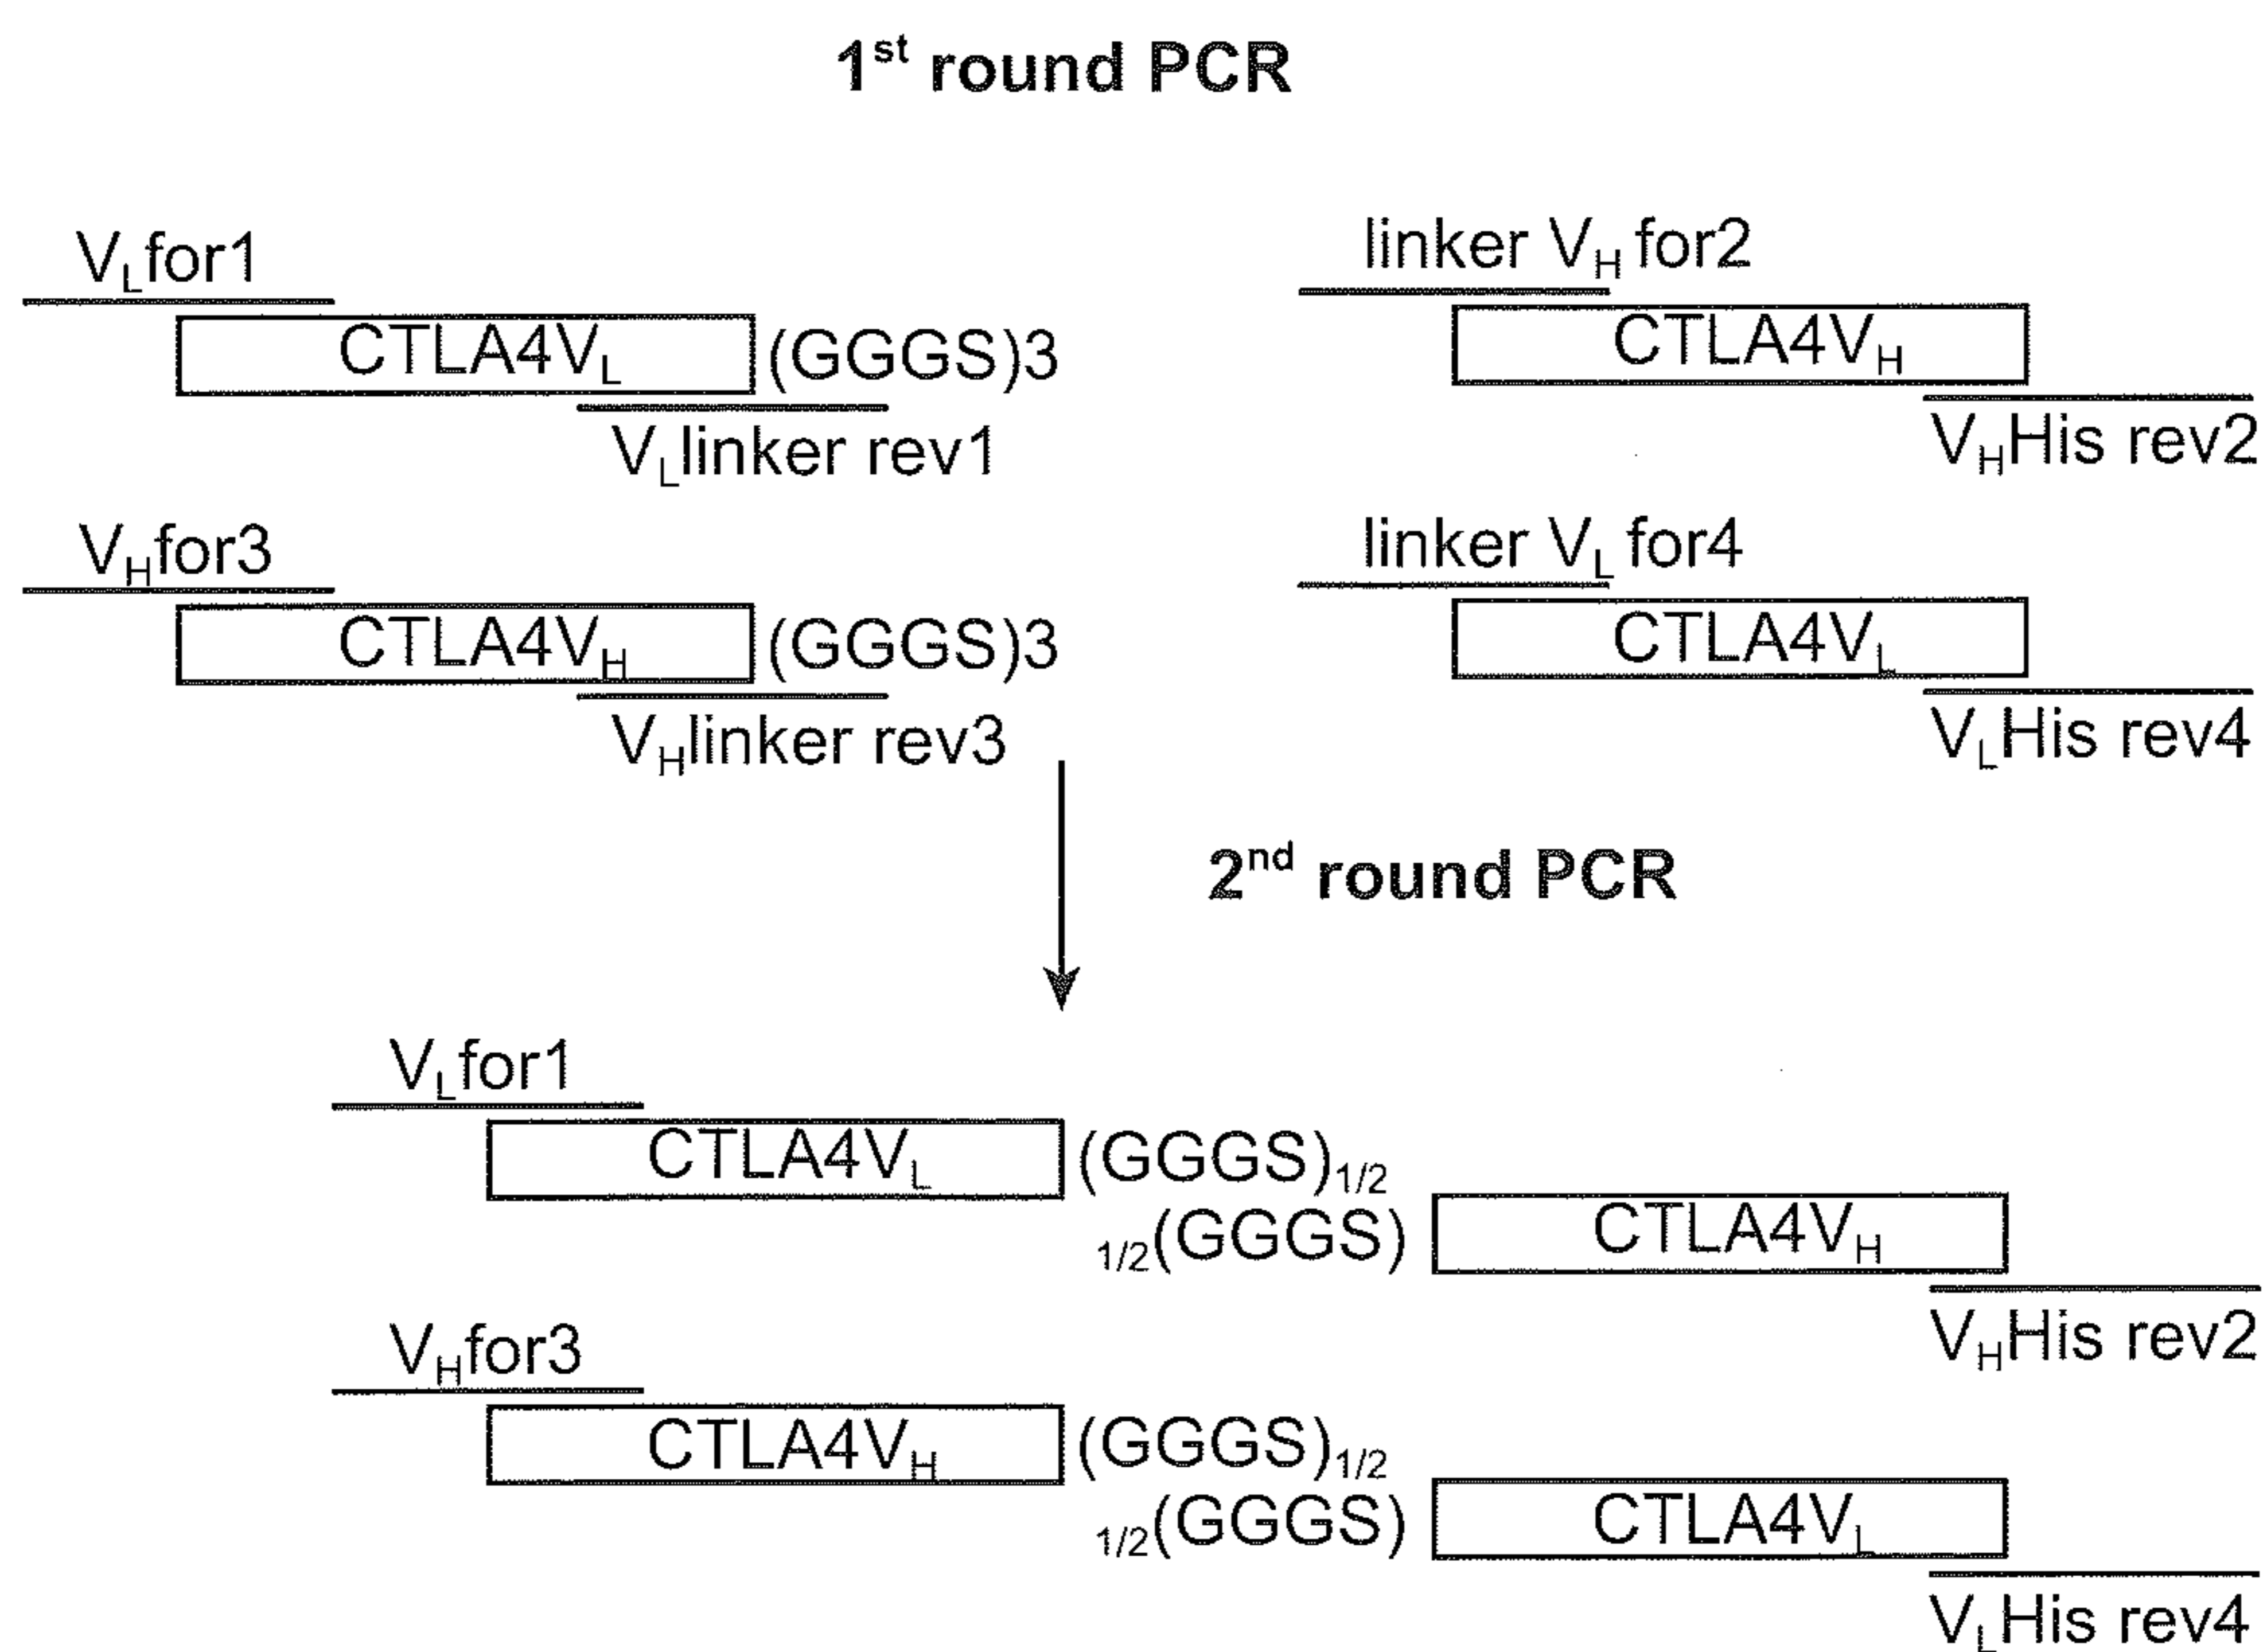 1st round PCR
VLfor1
linker VH for2
CTLA4VL (GGGS)3
CTLA4VH
VLlinker rev1
VHHis rev2
VHfor3
linker VL for4
CTLA4VH (GGGS)3
CTLA4VL
VHlinker rev3
VLHis rev4
2nd round PCR
VLfor1
CTLA4VL (GGGS)1/2
1/2(GGGS) CTLA4VH
VHHis rev2
VHfor3
CTLA4VH (GGGS)1/2
1/2(GGGS) CTLA4VL
VLHis rev4